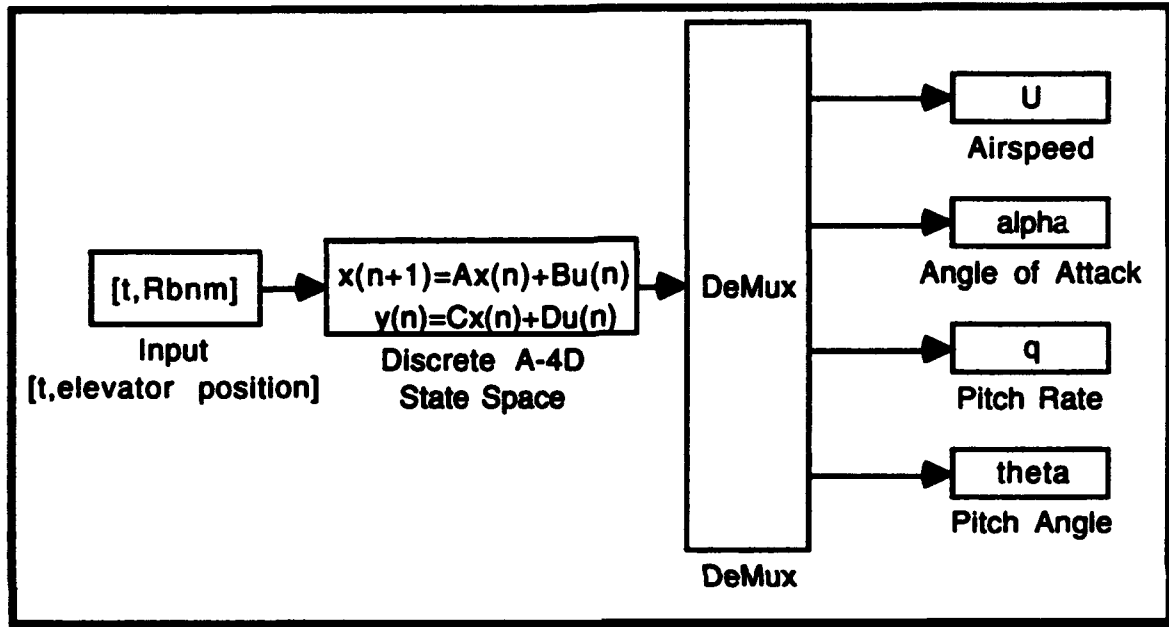 [t,Rbnm]
Input
[t,elevator position]
x(n+1)=Ax(n)+Bu(n)
y(n)=Cx(n)+Du(n)
Discrete A-4D
State Space
DeMux
DeMux
U
Airspeed
alpha
Angle of Attack
q
Pitch Rate
theta
Pitch Angle